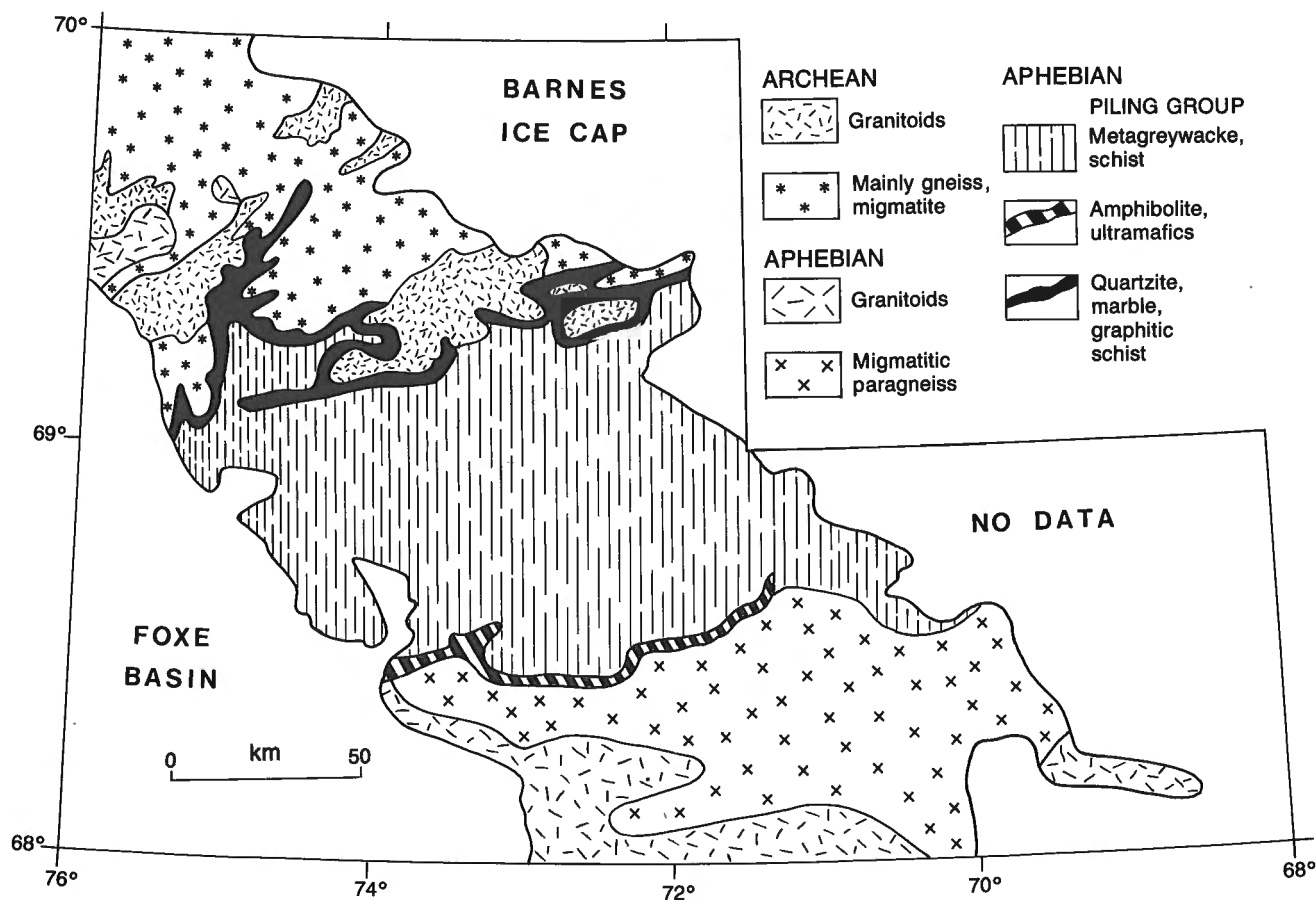 70°
BARNES
ICE CAP
ARCHEAN
Granitoids
Mainly gneiss,
migmatite
APHEBIAN
Granitoids
Migmatitic
paragneiss
APHEBIAN
PILING GROUP
Metagreywacke,
schist
Amphibolite,
ultramafics
Quartzite,
marble,
graphitic
schist
69°
NO DATA
FOXE
BASIN
0 km 50
68°
76°
74°
72°
70°
68°